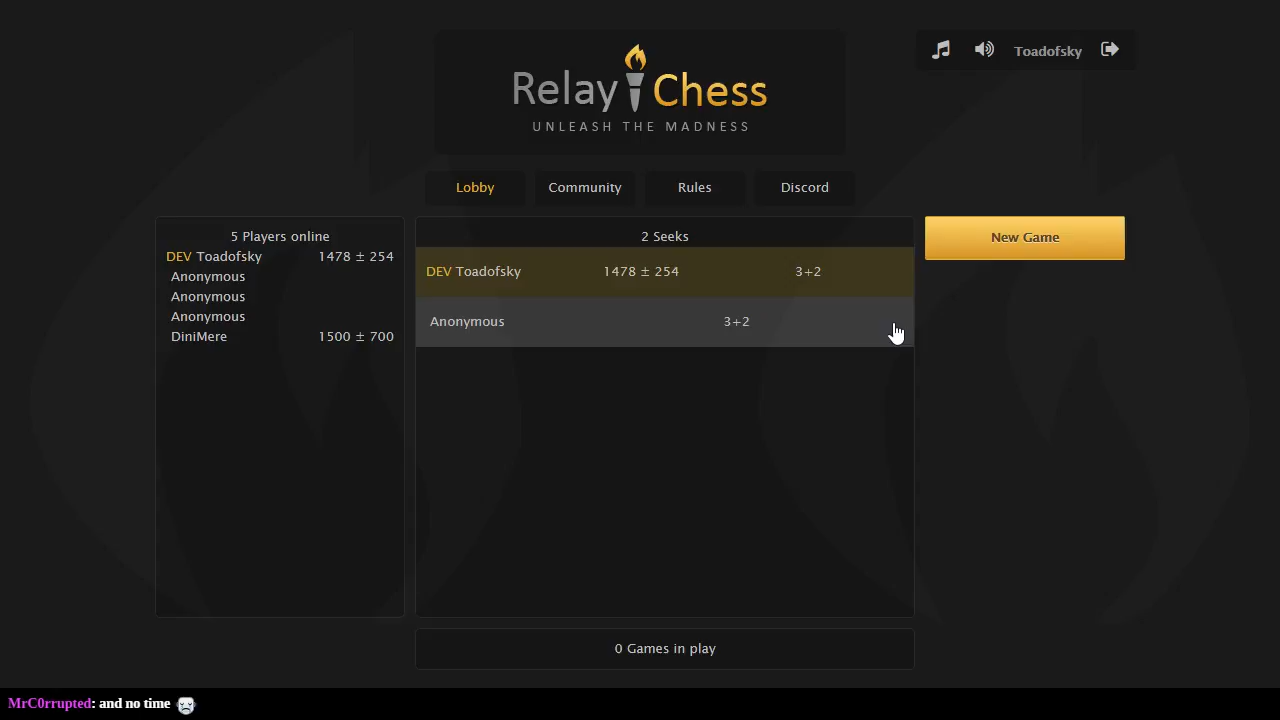 Relay Chess
UNLEASH THE MADNESS
Toadofsky
Lobby Community Rules Discord
5 Players online
DEV Toadofsky 1478 ± 254
Anonymous
Anonymous
Anonymous
DiniMere 1500 ± 700
2 Seeks
DEV Toadofsky 1478 ± 254 3+2
Anonymous 3+2
New Game
0 Games in play
MrC0rrupted: and no time